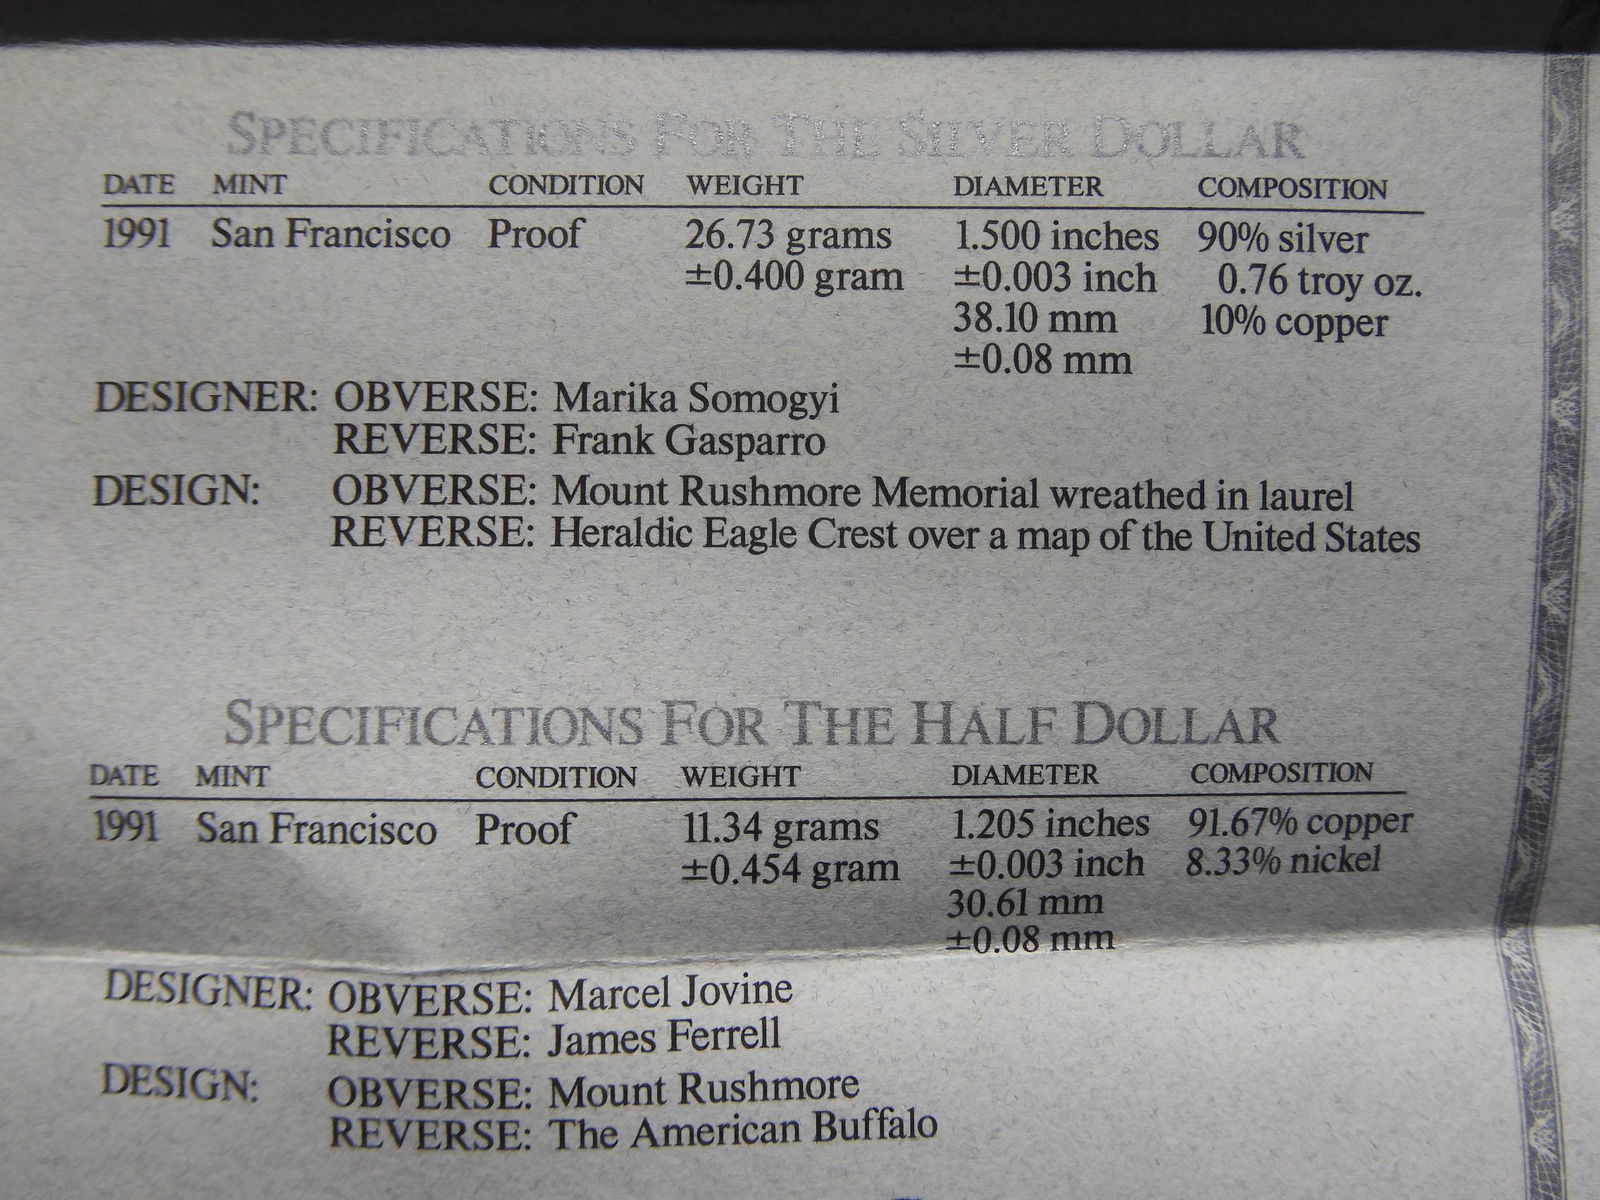 SPECIFICATIONS FOR THE SILVER DOLLAR
DATE MINT CONDITION WEIGHT DIAMETER COMPOSITION
1991 San Francisco Proof 26.73 grams 1.500 inches 90% silver
±0.400 gram ±0.003 inch 0.76 troy oz.
38.10 mm 10% copper
±0.08 mm
DESIGNER: OBVERSE: Marika Somogyi
REVERSE: Frank Gasparro
DESIGN: OBVERSE: Mount Rushmore Memorial wreathed in laurel
REVERSE: Heraldic Eagle Crest over a map of the United States
SPECIFICATIONS FOR THE HALF DOLLAR
DATE MINT CONDITION WEIGHT DIAMETER COMPOSITION
1991 San Francisco Proof 11.34 grams 1.205 inches 91.67% copper
±0.454 gram ±0.003 inch 8.33% nickel
30.61 mm
±0.08 mm
DESIGNER: OBVERSE: Marcel Jovine
REVERSE: James Ferrell
DESIGN: OBVERSE: Mount Rushmore
REVERSE: The American Buffalo